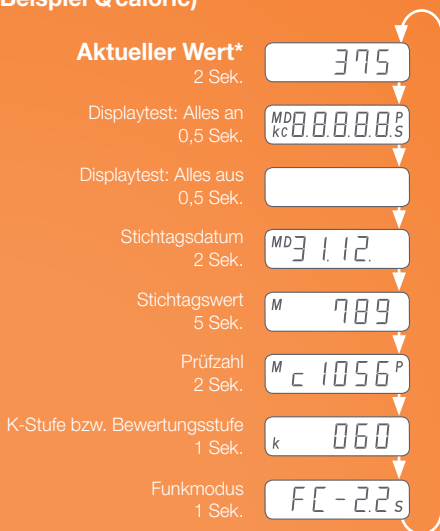 Beispiel Qcaloric)
Aktueller Wert*
2 Sek.
375
Displaytest: Alles an
0,5 Sek.
MD kc 8.8.8.8.8. P S
Displaytest: Alles aus
0,5 Sek.
Stichtagsdatum
2 Sek.
MD 31.12.
Stichtagswert
5 Sek.
M 789
Prüfzahl
2 Sek.
M c 1056 P
K-Stufe bzw. Bewertungsstufe
1 Sek.
k 060
Funkmodus
1 Sek.
FC-2.2s